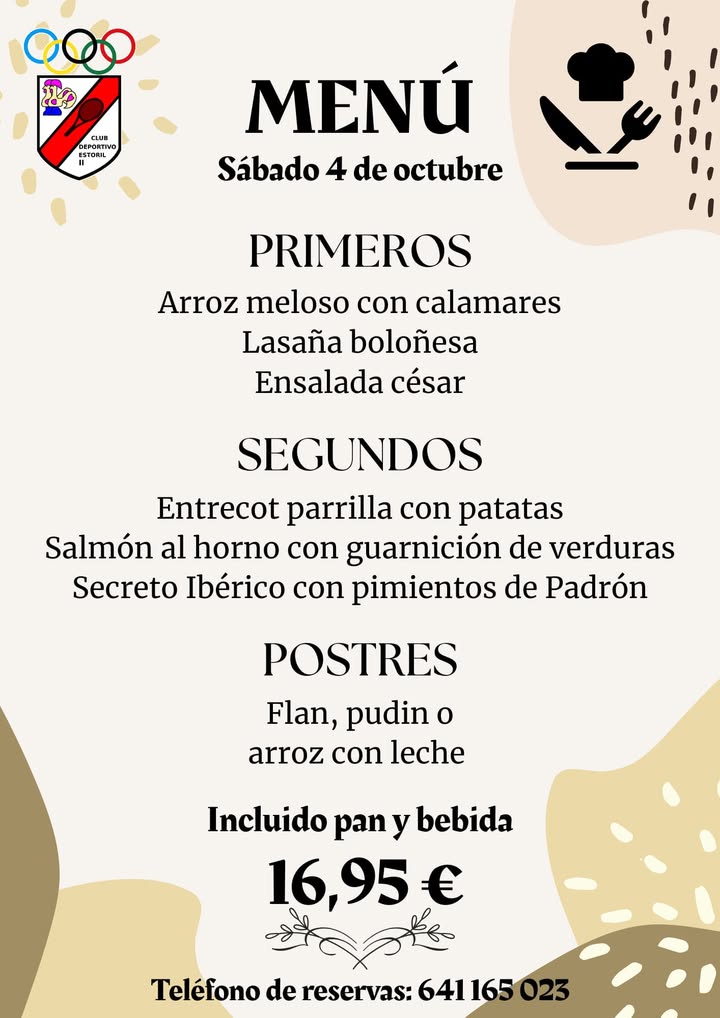 CLUB
DEPORTIVO
ESTORIL
II
MENÚ
Sábado 4 de octubre
PRIMEROS
Arroz meloso con calamares
Lasaña boloñesa
Ensalada césar
SEGUNDOS
Entrecot parrilla con patatas
Salmón al horno con guarnición de verduras
Secreto Ibérico con pimientos de Padrón
POSTRES
Flan, pudin o
arroz con leche
Incluido pan y bebida
16,95 €
Teléfono de reservas: 641 165 023